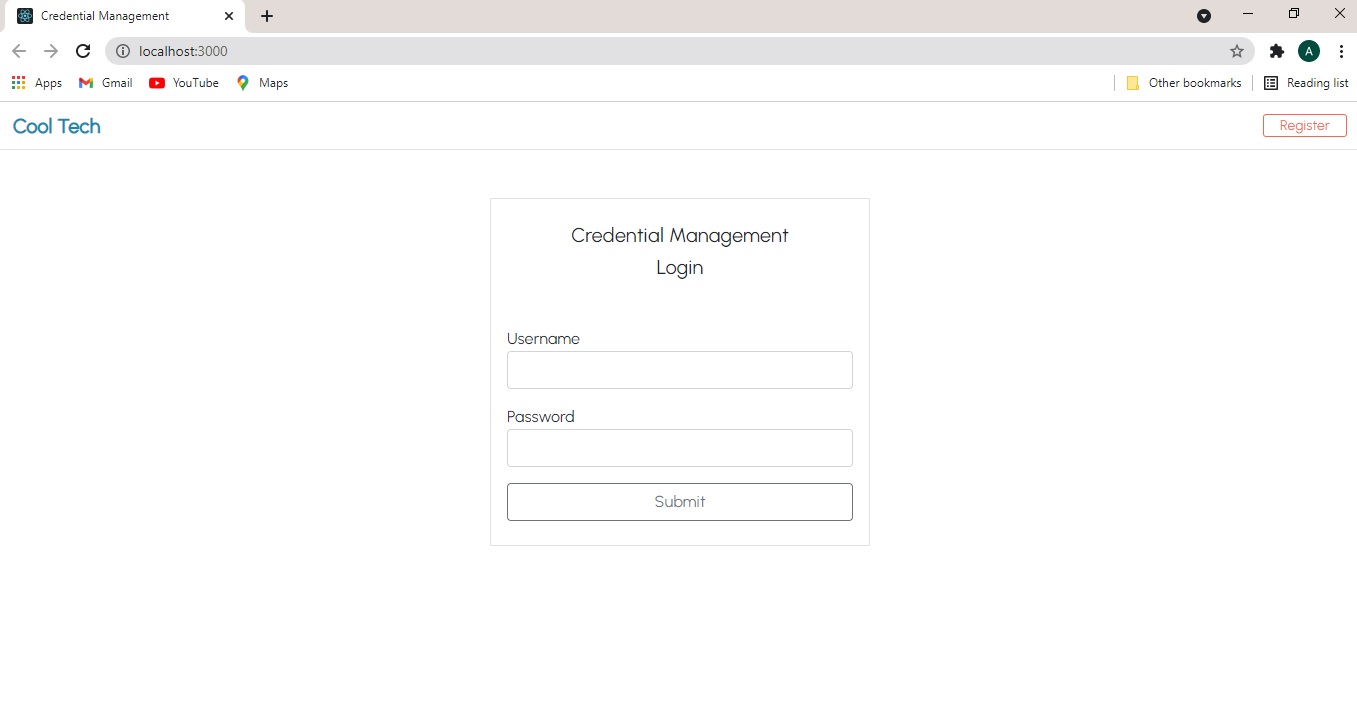 Credential Management
localhost:3000
A
Apps Gmail YouTube Maps Other bookmarks Reading list
Cool Tech Register
Credential Management
Login
Username
Password
Submit